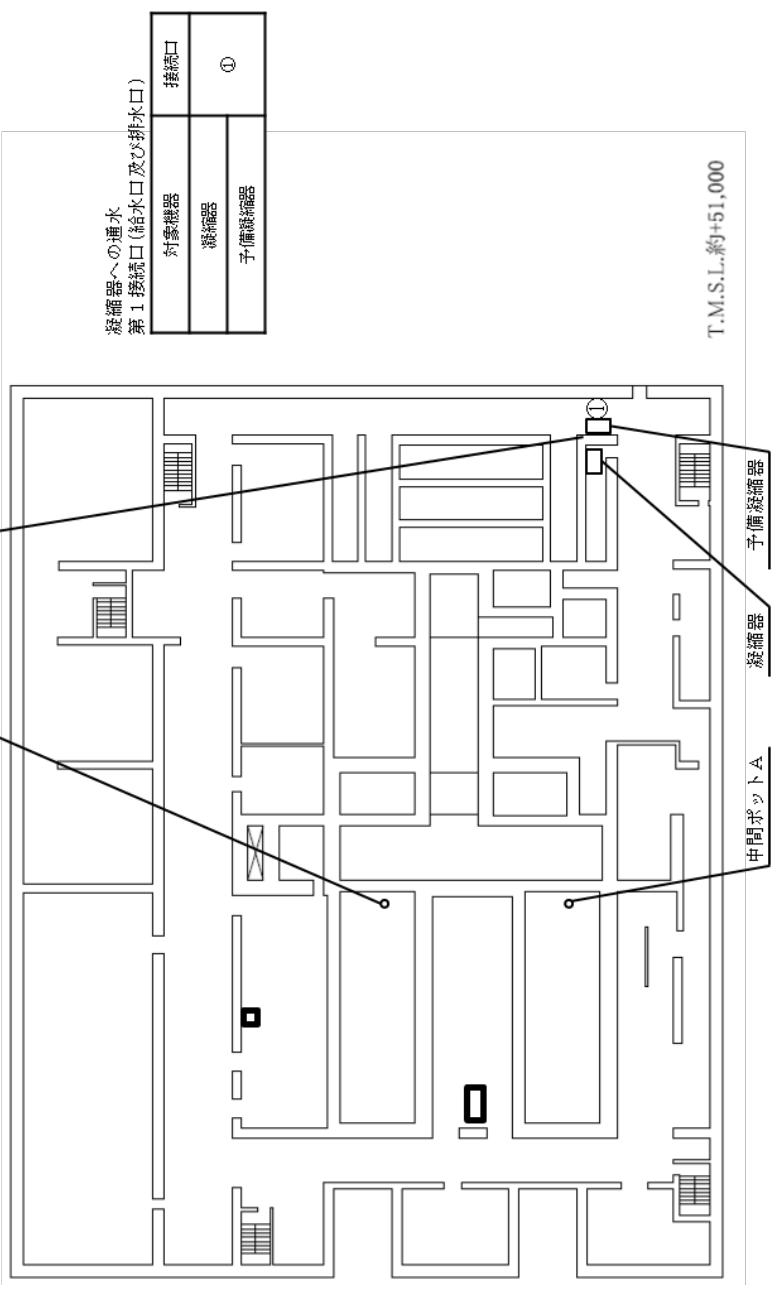 凝縮器への通水
第1接続口(給水口及び排水口)
対象機器 接続口
凝縮器 ①
予備凝縮器
T.M.S.L.約+51,000
①
中間ポットA
凝縮器
予備凝縮器